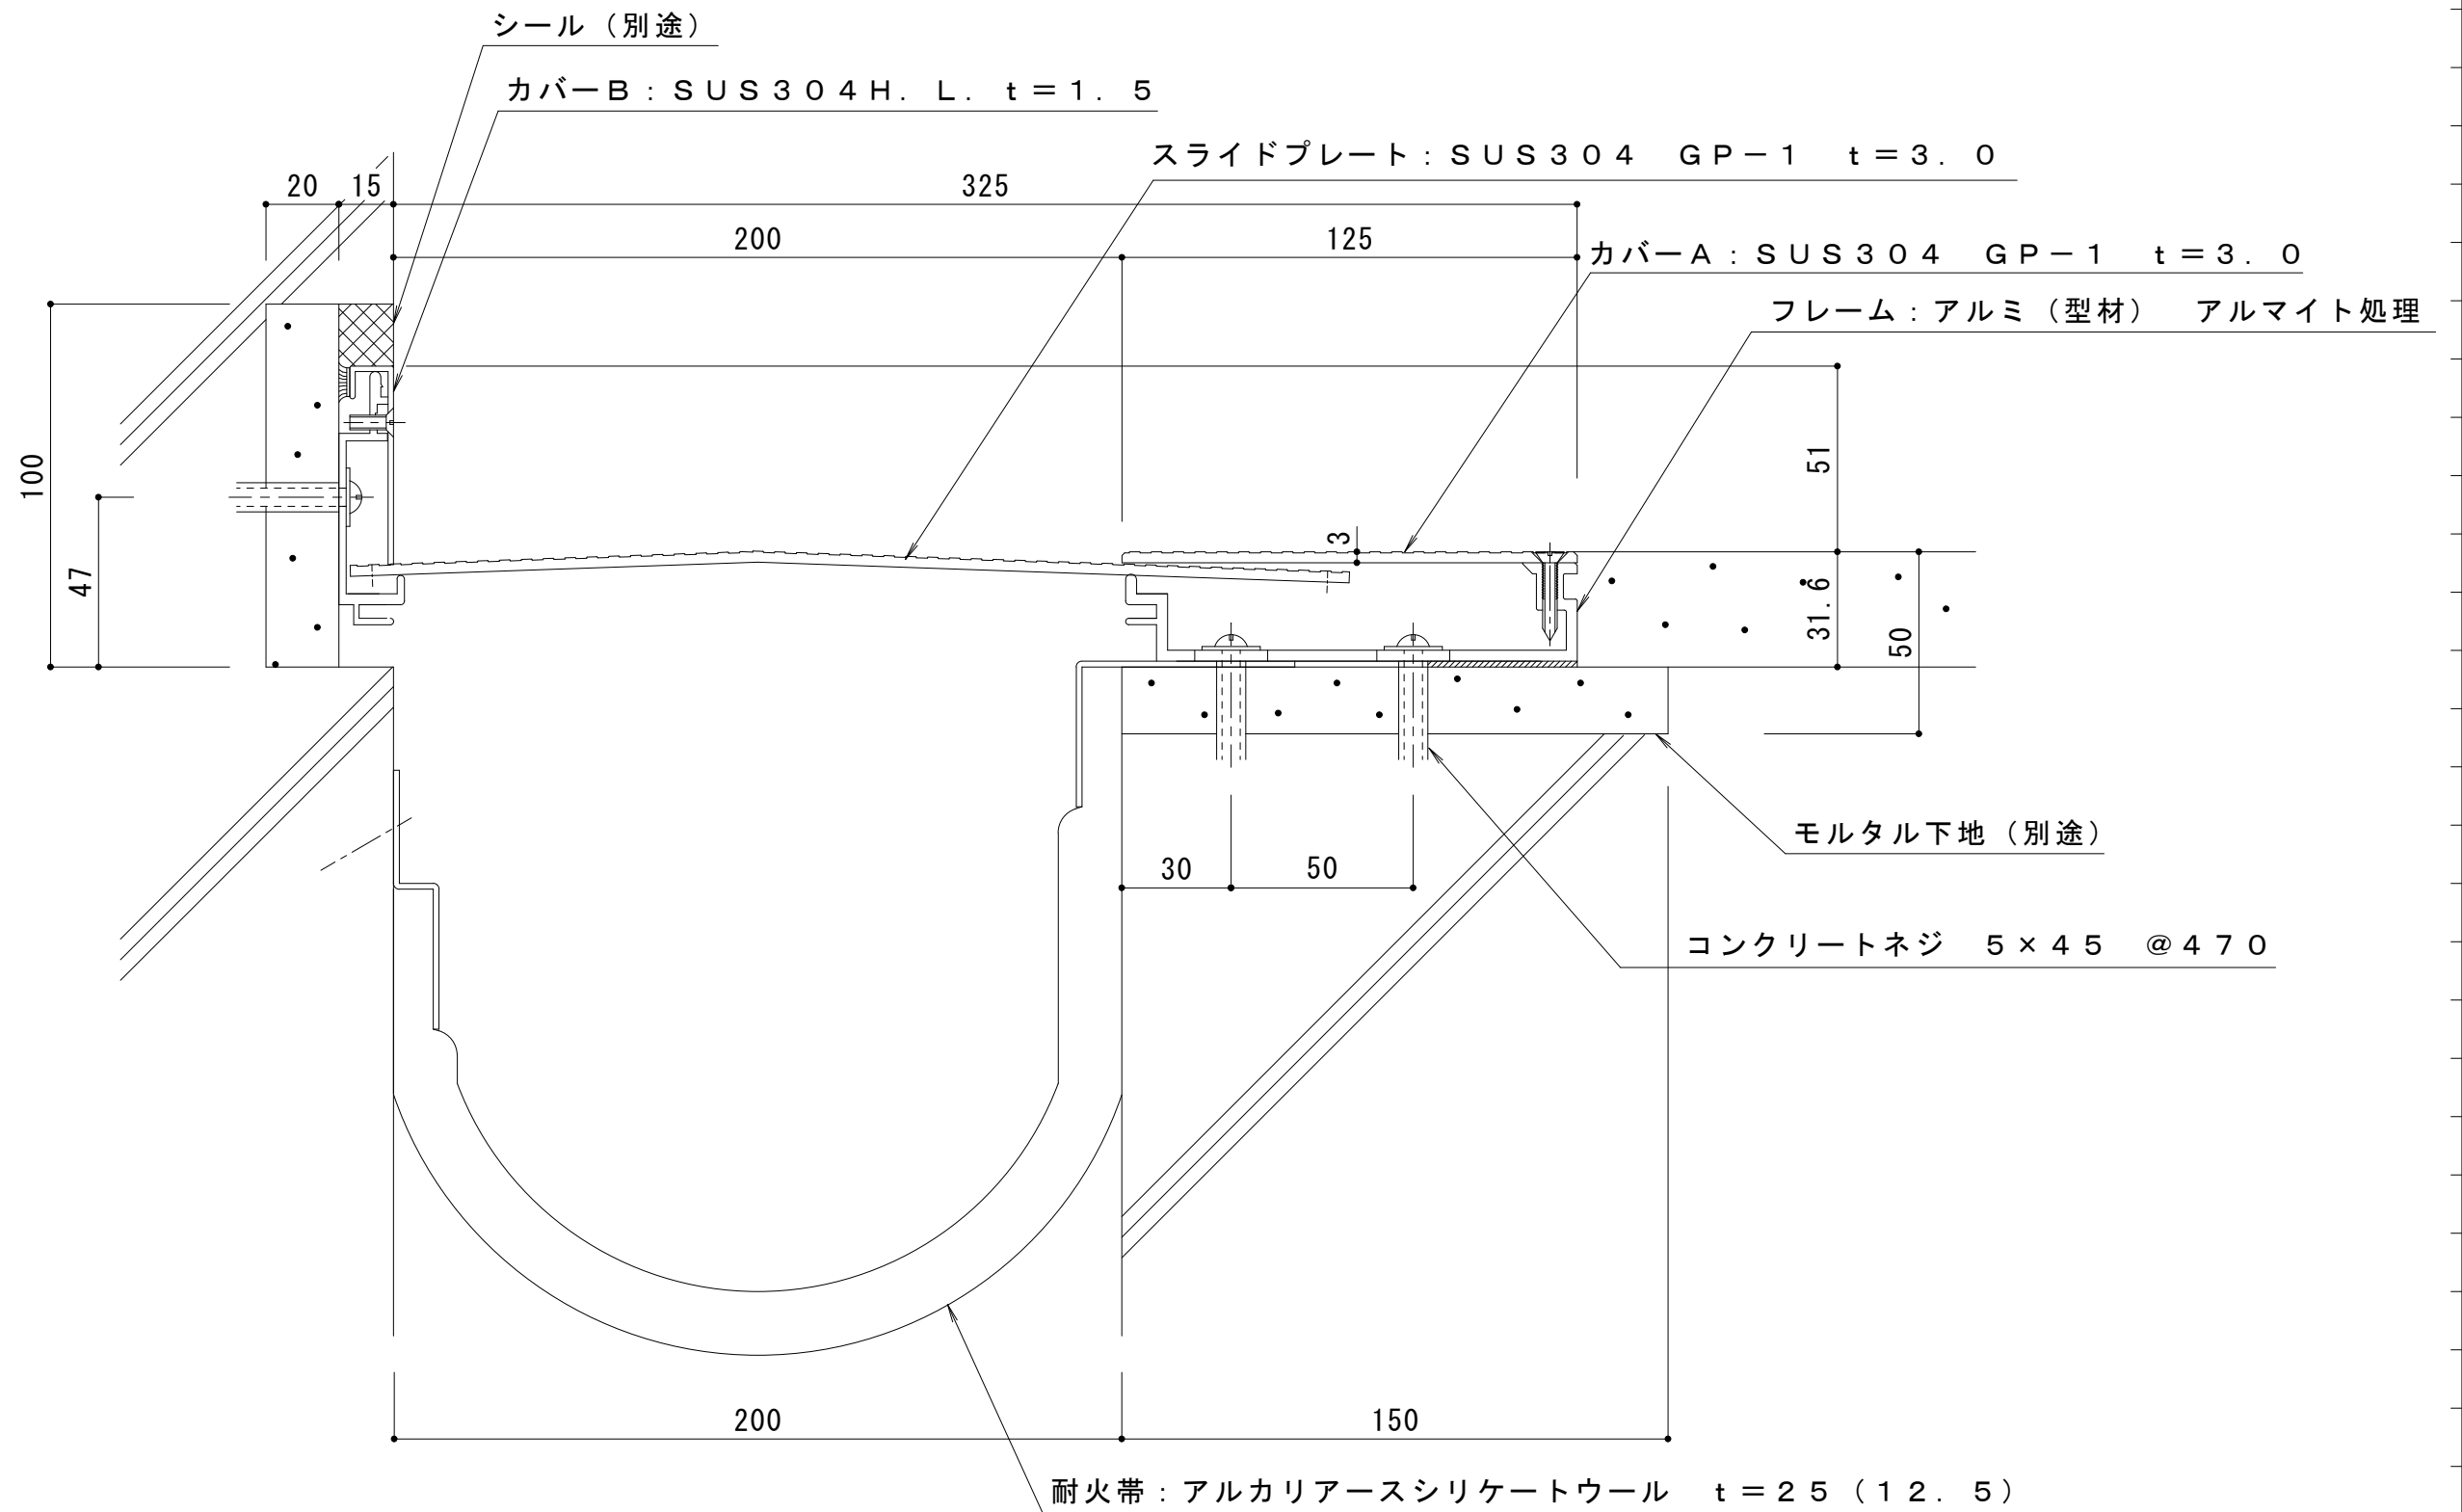 シール（別途）
カバーＢ：ＳＵＳ３０４Ｈ．Ｌ．ｔ＝１．５
スライドプレート：ＳＵＳ３０４　ＧＰ－１　ｔ＝３．０
20 15 325
200 125
カバーＡ：ＳＵＳ３０４　ＧＰ－１　ｔ＝３．０
フレーム：アルミ（型材）　アルマイト処理
100
51
3
47
31.6
50
モルタル下地（別途）
30 50
コンクリートネジ　５×４５　＠４７０
200 150
耐火帯：アルカリアースシリケートウール　ｔ＝２５（１２．５）